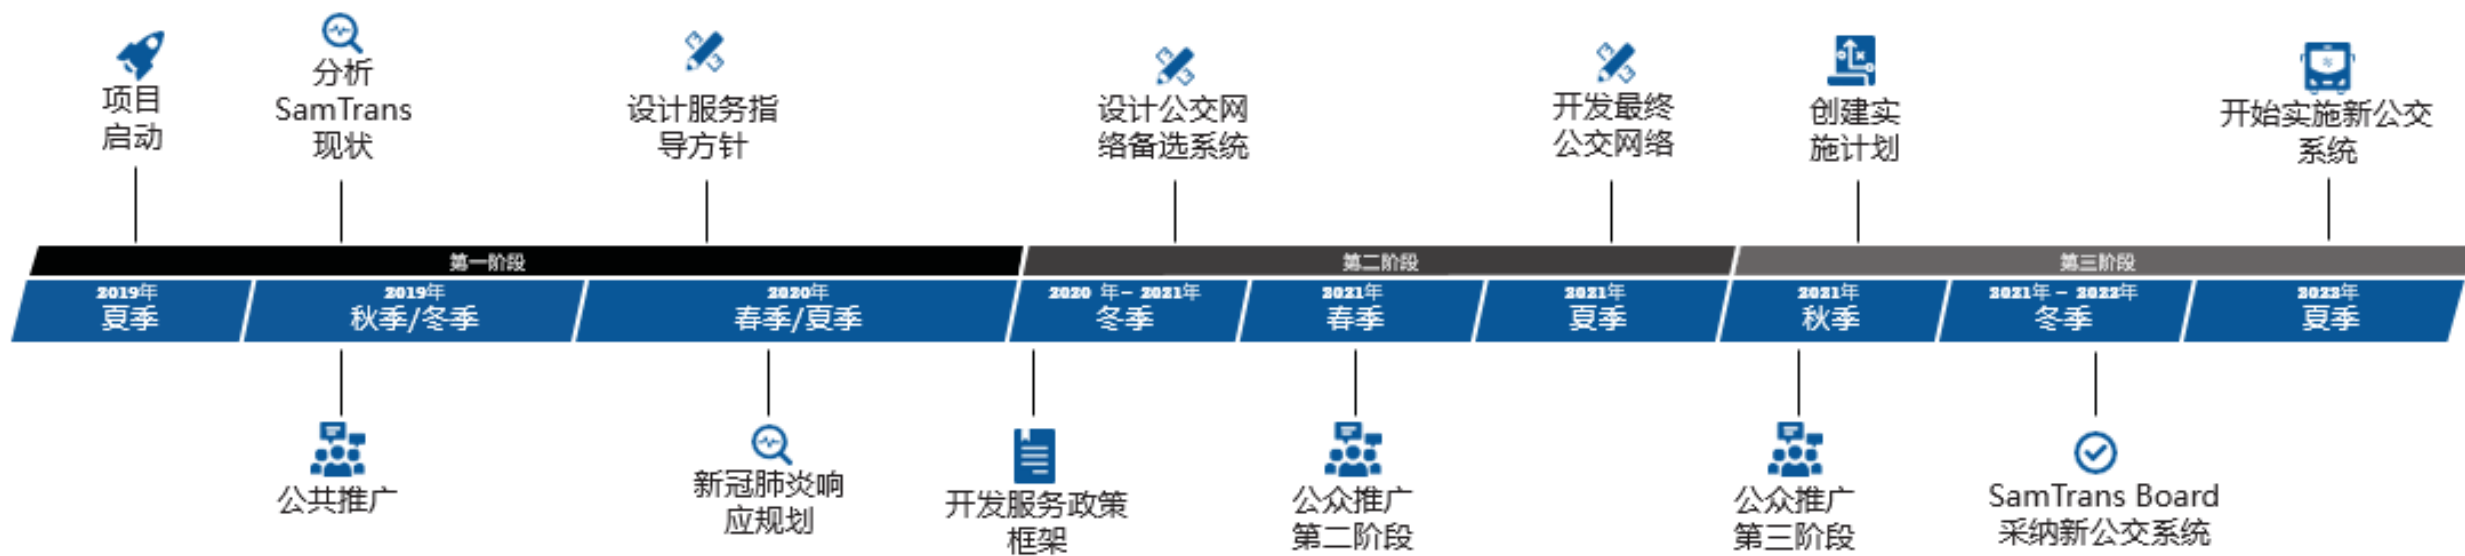 项目
启动
分析
SamTrans
现状
设计服务指
导方针
设计公交网
络备选系统
开发最终
公交网络
创建实
施计划
开始实施新公交
系统
第一阶段
第二阶段
第三阶段
2019年
夏季
2019年
秋季/冬季
2020年
春季/夏季
2020 年– 2021年
冬季
2021年
春季
2021年
夏季
2021年
秋季
2021年 – 2022年
冬季
2022年
夏季
公共推广
新冠肺炎响
应规划
开发服务政策
框架
公众推广
第二阶段
公众推广
第三阶段
SamTrans Board
采纳新公交系统